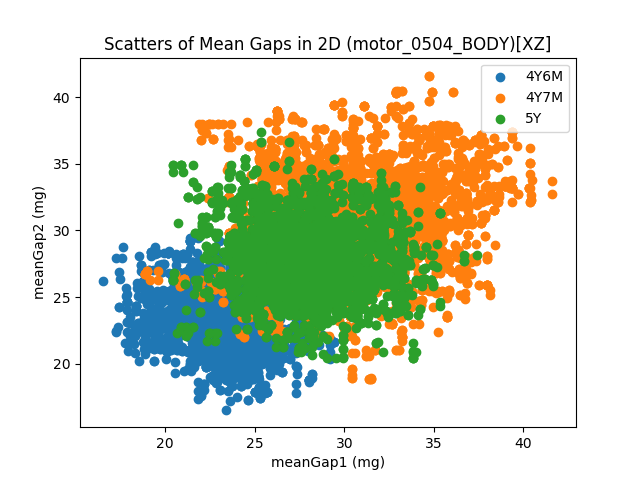 Scatters of Mean Gaps in 2D (motor_0504_BODY)[XZ]
4Y6M
4Y7M
5Y
40
35
30
25
20
meanGap2 (mg)
20 25 30 35 40
meanGap1 (mg)